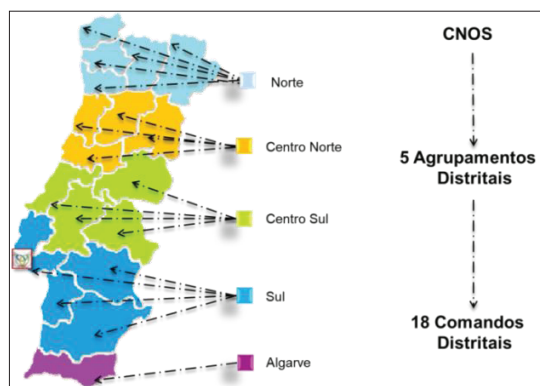 CNOS
Norte
Centro Norte
5 Agrupamentos
Distritais
Centro Sul
Sul
18 Comandos
Distritais
Algarve